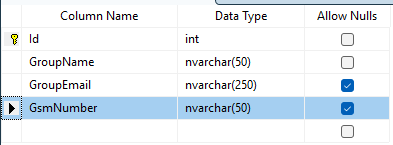 Column Name Data Type Allow Nulls
Id int
GroupName nvarchar(50)
GroupEmail nvarchar(250)
GsmNumber nvarchar(50)